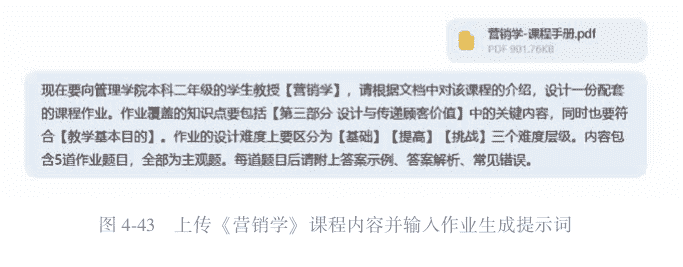 营销学-课程手册.pdf
PDF 901.76KB
现在要向管理学院本科二年级的学生教授【营销学】，请根据文档中对该课程的介绍，设计一份配套
的课程作业。作业覆盖的知识点要包括【第三部分 设计与传递顾客价值】中的关键内容，同时也要符
合【教学基本目的】。作业的设计难度上要区分为【基础】【提高】【挑战】三个难度层级。内容包
含5道作业题目，全部为主观题。每道题目后请附上答案示例、答案解析、常见错误。
图 4-43 上传《营销学》课程内容并输入作业生成提示词